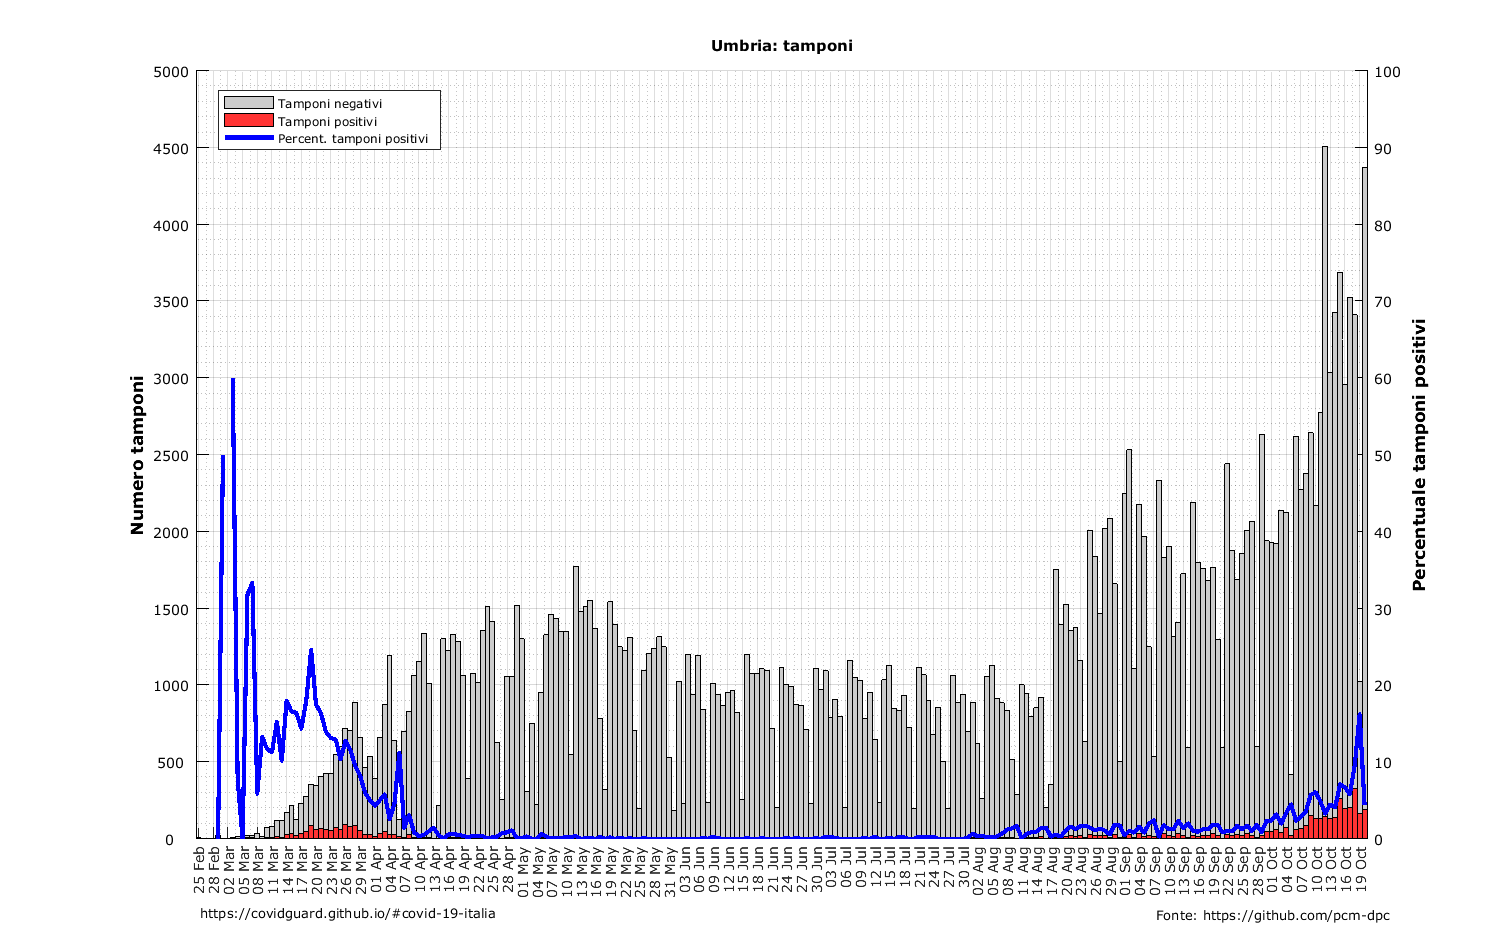 Umbria: tamponi
Tamponi negativi
Tamponi positivi
Percent. tamponi positivi
Numero tamponi
5000
4500
4000
3500
3000
2500
2000
1500
1000
500
0
Percentuale tamponi positivi
100
90
80
70
60
50
40
30
20
10
0
25 Feb
28 Feb
02 Mar
05 Mar
08 Mar
11 Mar
14 Mar
17 Mar
20 Mar
23 Mar
26 Mar
29 Mar
01 Apr
04 Apr
07 Apr
10 Apr
13 Apr
16 Apr
19 Apr
22 Apr
25 Apr
28 Apr
01 May
04 May
07 May
10 May
13 May
16 May
19 May
22 May
25 May
28 May
31 May
03 Jun
06 Jun
09 Jun
12 Jun
15 Jun
18 Jun
21 Jun
24 Jun
27 Jun
30 Jun
03 Jul
06 Jul
09 Jul
12 Jul
15 Jul
18 Jul
21 Jul
24 Jul
27 Jul
30 Jul
02 Aug
05 Aug
08 Aug
11 Aug
14 Aug
17 Aug
20 Aug
23 Aug
26 Aug
29 Aug
01 Sep
04 Sep
07 Sep
10 Sep
13 Sep
16 Sep
19 Sep
22 Sep
25 Sep
28 Sep
01 Oct
04 Oct
07 Oct
10 Oct
13 Oct
16 Oct
19 Oct
https://covidguard.github.io/#covid-19-italia
Fonte: https://github.com/pcm-dpc